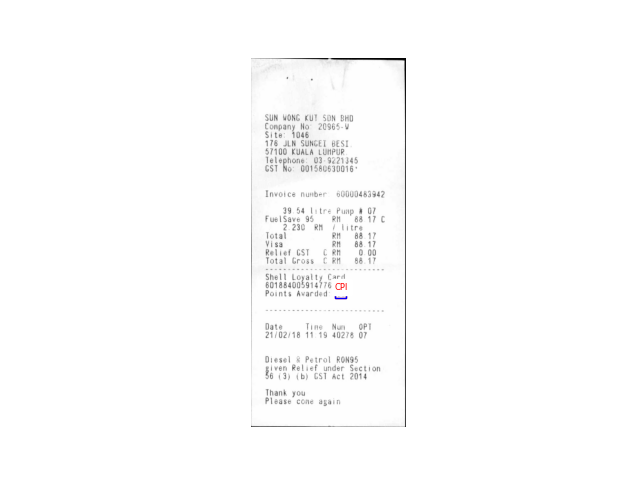 SUN WONG KUT SDN BHD
Company No: 20965-W
Site: 1046
176 JLN SUNGEI BESI
57100 KUALA LUMPUR
Telephone: 03-9221345
GST No: 001580630016
Invoice number: 60000483942
39.54 litre Pump # 07
FuelSave 95 RM 88.17 C
2.230 RM / litre
Total RM 88.17
Visa RM 88.17
Relief GST C RM 0.00
Total Gross C RM 88.17
Shell Loyalty Card
601884005914776 CPI
Points Awarded
Date Time Num OPT
21/02/18 11:19 40278 07
Diesel & Petrol RON95
given Relief under Section
56 (3) (b) GST Act 2014
Thank you
Please come again